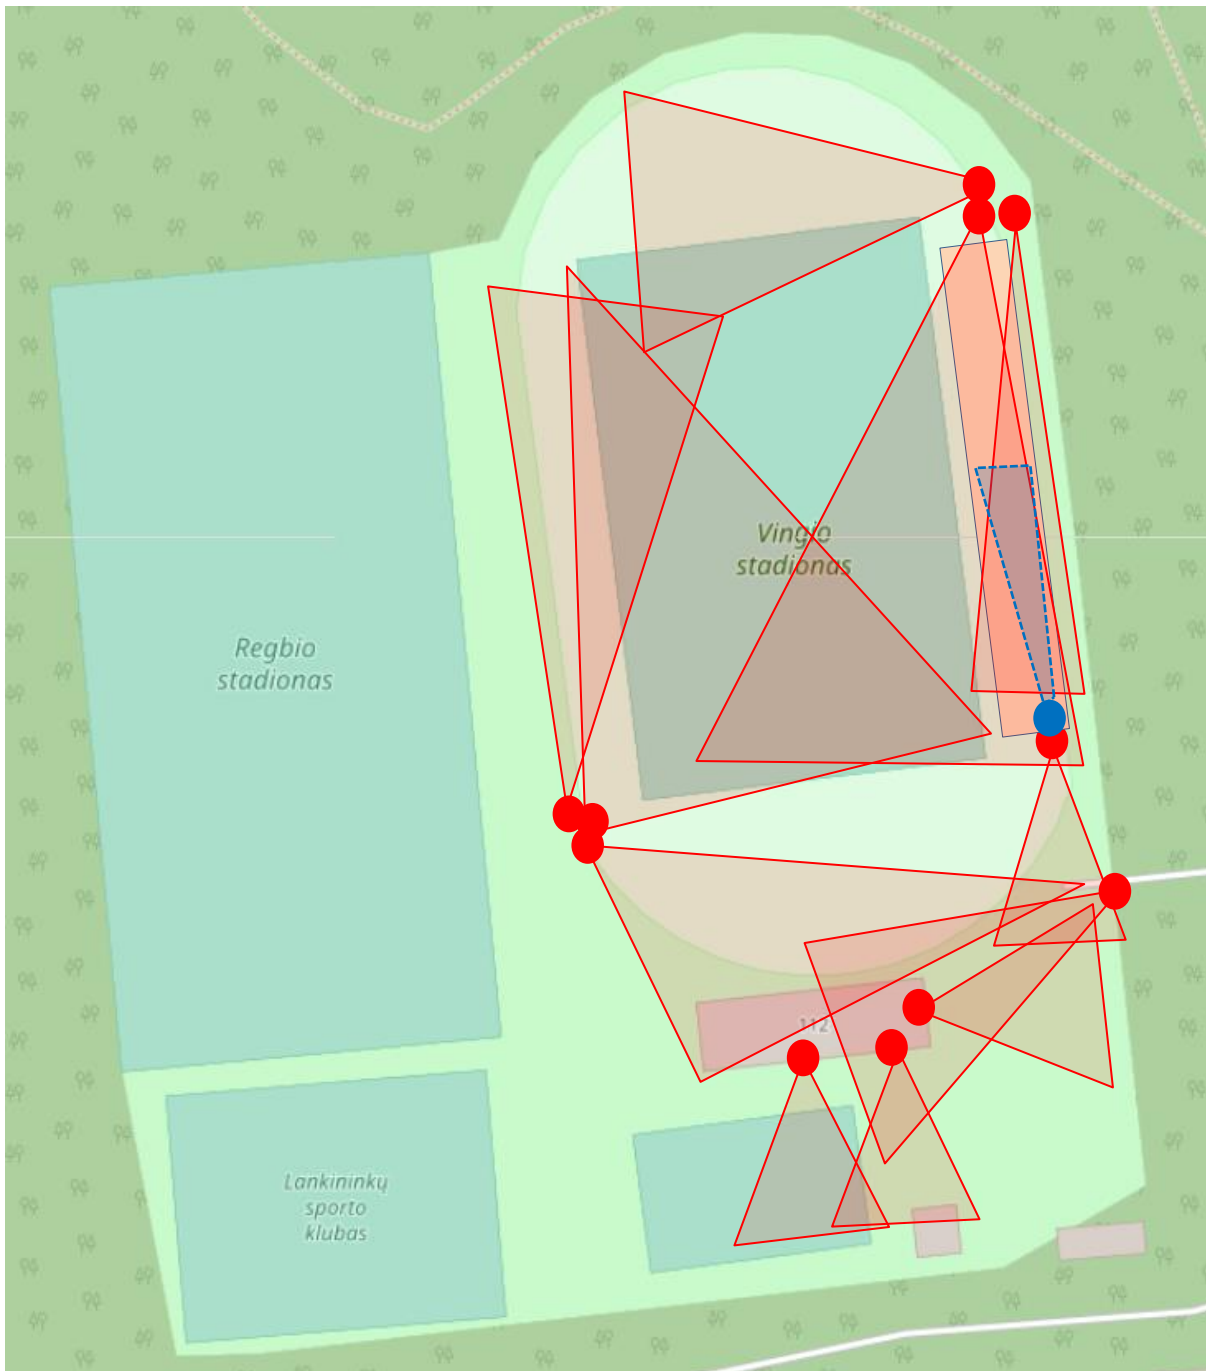 Vingio
stadionas
Regbio
stadionas
112
Lankininkų
sporto
klubas